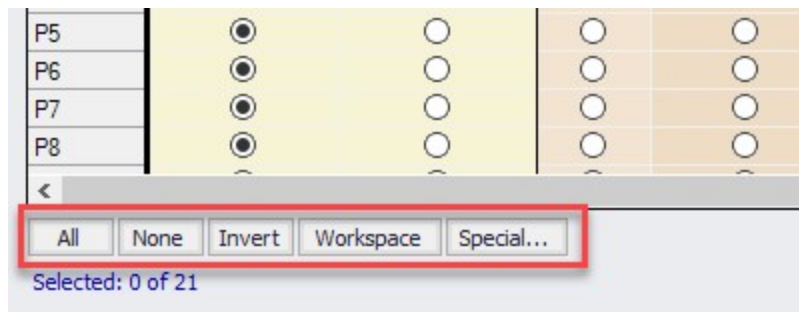 P5
P6
P7
P8
All None Invert Workspace Special...
Selected: 0 of 21